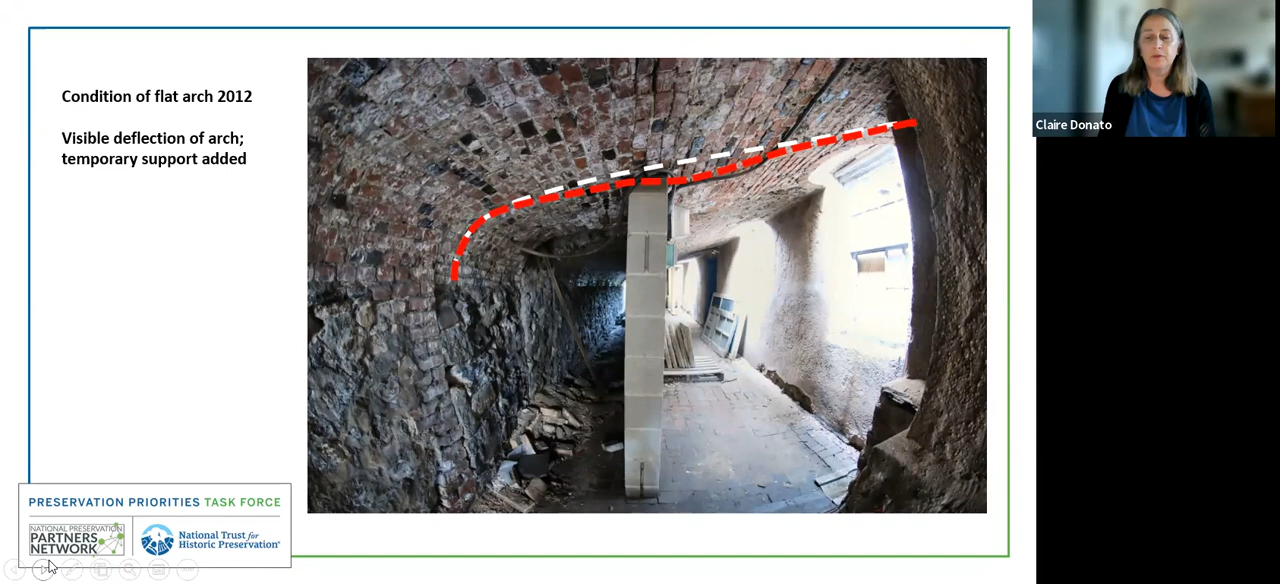 Condition of flat arch 2012
Visible deflection of arch;
temporary support added
Claire Donato
PRESERVATION PRIORITIES TASK FORCE
NATIONAL PRESERVATION
PARTNERS
NETWORK
National Trust for
Historic Preservation®